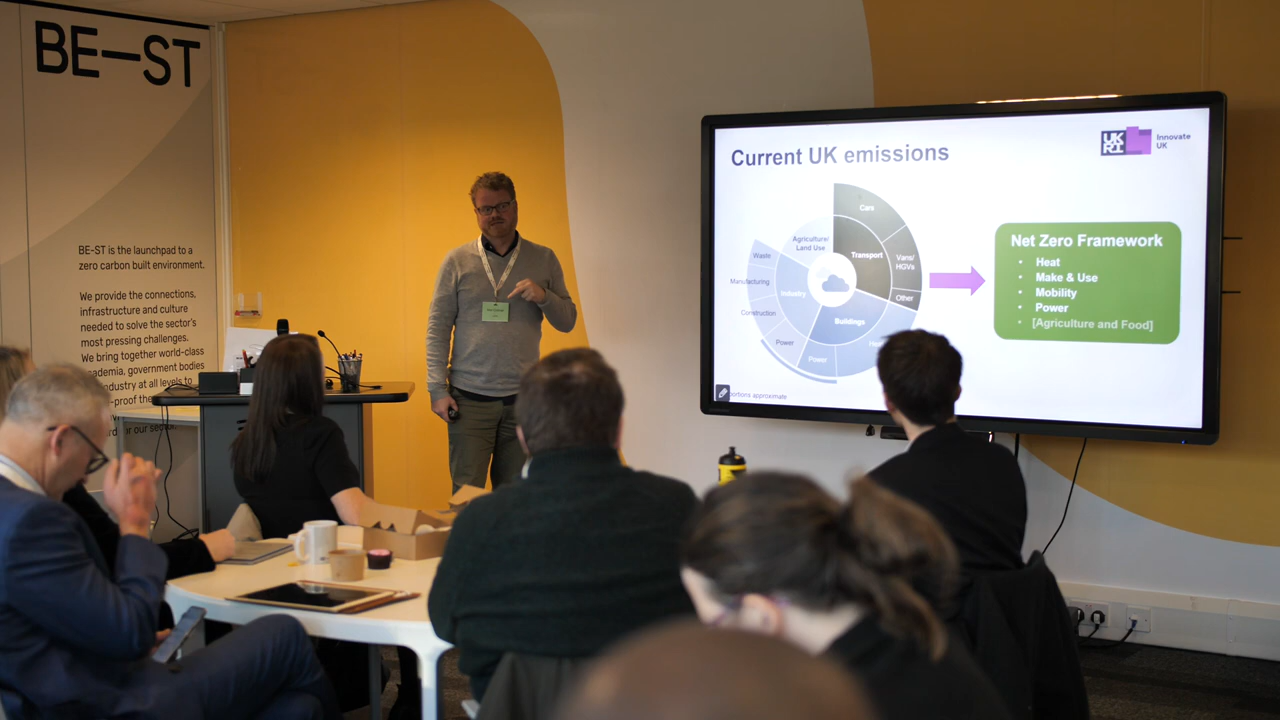 BE—ST
BE-ST is the launchpad to a
zero carbon built environment.
We provide the connections,
infrastructure and culture
needed to solve the sector's
most pressing challenges.
We bring together world-class
academia, government bodies
industry at all levels to
-proof the
our
Current UK emissions
UK
RI
Innovate
UK
Cars
Agriculture/
Land Use
Transport
Vans/
HGVs
Other
Waste
Manufacturing
Industry
Construction
Buildings
Power
Power
Net Zero Framework
• Heat
• Make & Use
• Mobility
• Power
• [Agriculture and Food]
portions approximate